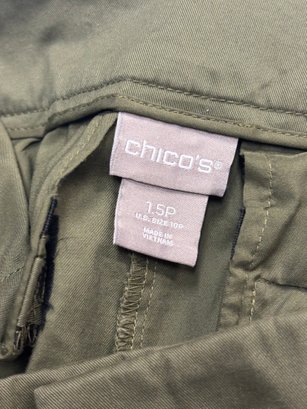 chico's®
1.5P
U.S. SIZE 10P
MADE IN
VIETNAM